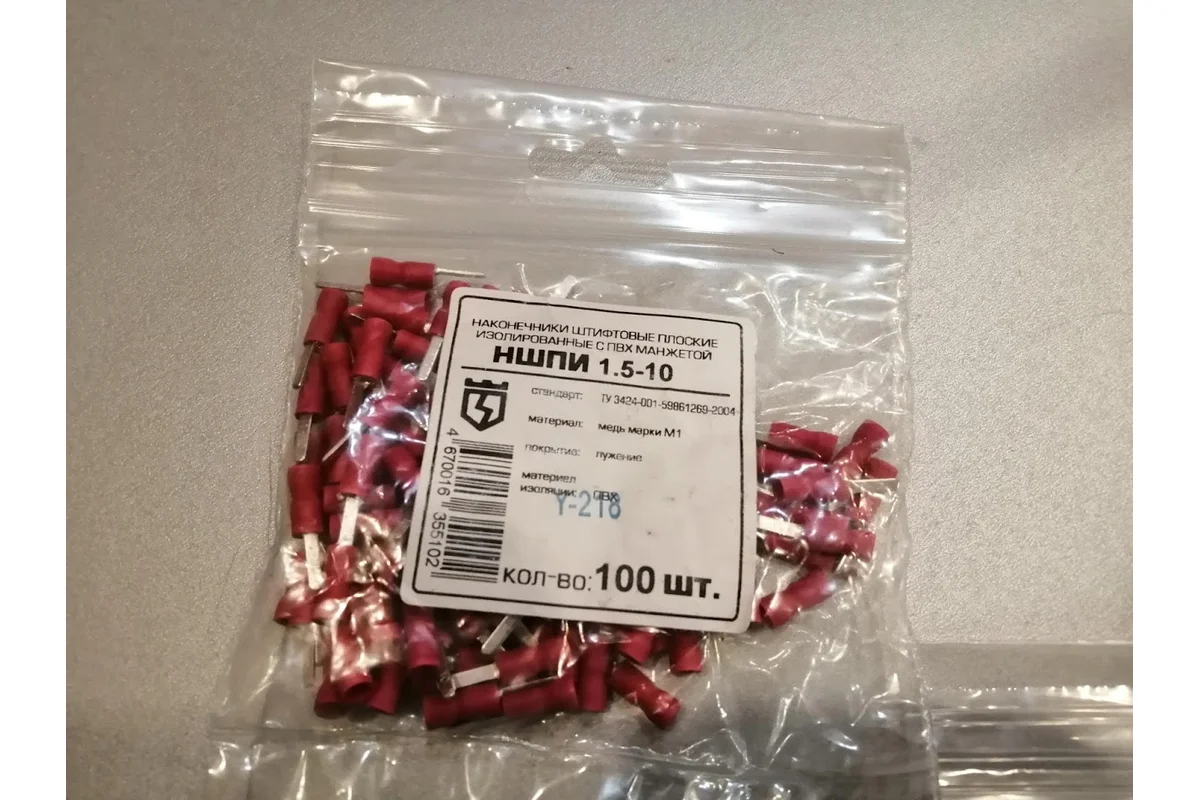 НАКОНЕЧНИКИ ШТИФТОВЫЕ ПЛОСКИЕ
ИЗОЛИРОВАННЫЕ С ПВХ МАНЖЕТОЙ
НШПИ 1.5-10
стандарт: ТУ 3424-001-59861269-2004
материал: медь марки М1
покрытие: лужение
материал
изоляции: ПВХ
Y-218
кол-во: 100 шт.
4 670016 355102